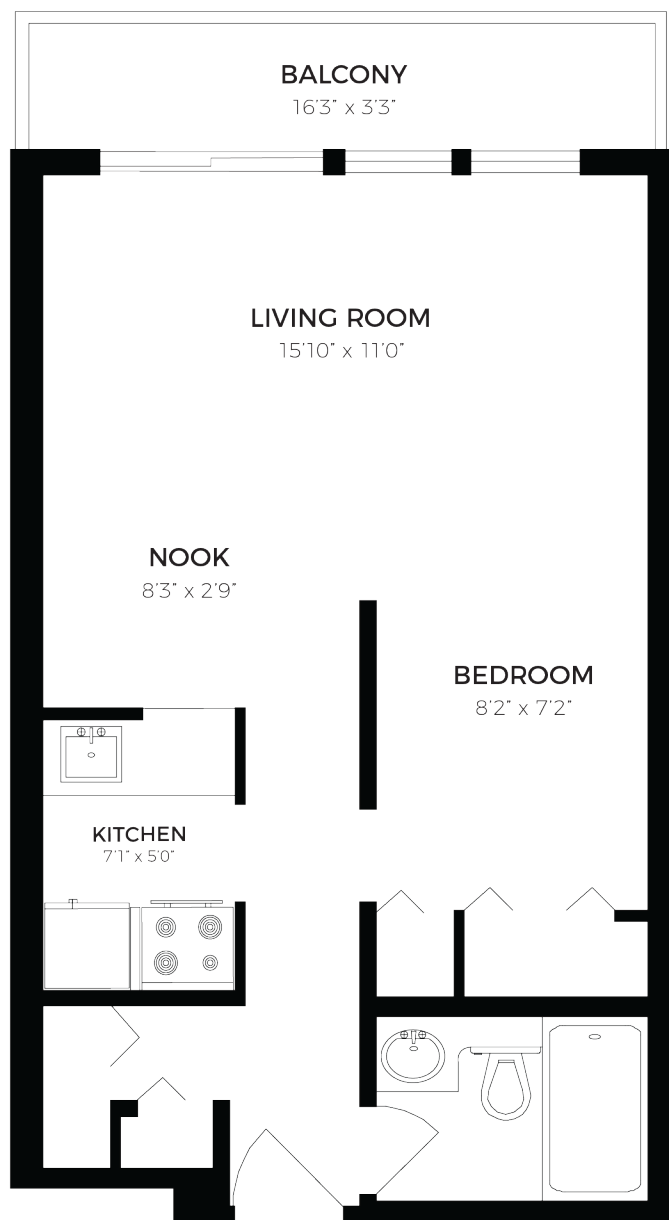 BALCONY
16'3" x 3'3"
LIVING ROOM
15'10" x 11'0"
NOOK
8'3" x 2'9"
BEDROOM
8'2" x 7'2"
KITCHEN
7'1" x 5'0"